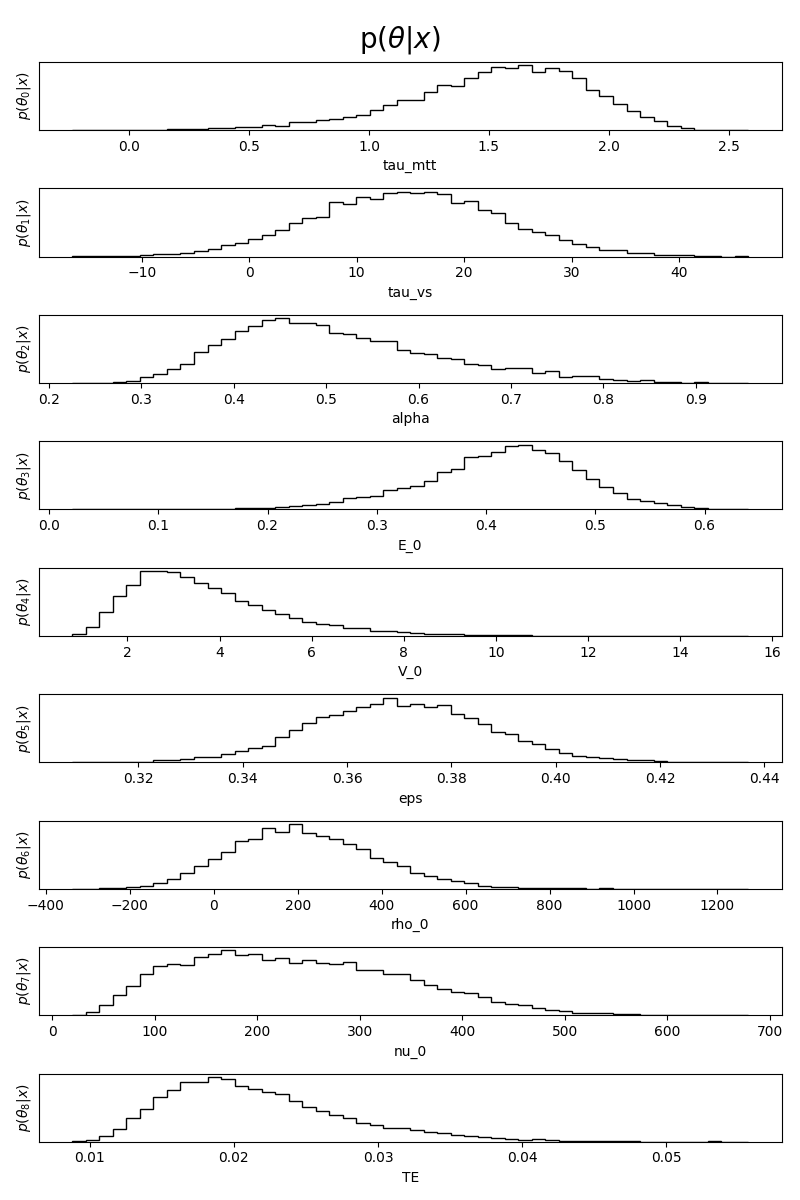 p(θ|x)
p(θ₀|x)
0.0 0.5 1.0 1.5 2.0 2.5
tau_mtt
p(θ₁|x)
−10 0 10 20 30 40
tau_vs
p(θ₂|x)
0.2 0.3 0.4 0.5 0.6 0.7 0.8 0.9
alpha
p(θ₃|x)
0.0 0.1 0.2 0.3 0.4 0.5 0.6
E_0
p(θ₄|x)
2 4 6 8 10 12 14 16
V_0
p(θ₅|x)
0.32 0.34 0.36 0.38 0.40 0.42 0.44
eps
p(θ₆|x)
−400 −200 0 200 400 600 800 1000 1200
rho_0
p(θ₇|x)
0 100 200 300 400 500 600 700
nu_0
p(θ₈|x)
0.01 0.02 0.03 0.04 0.05
TE